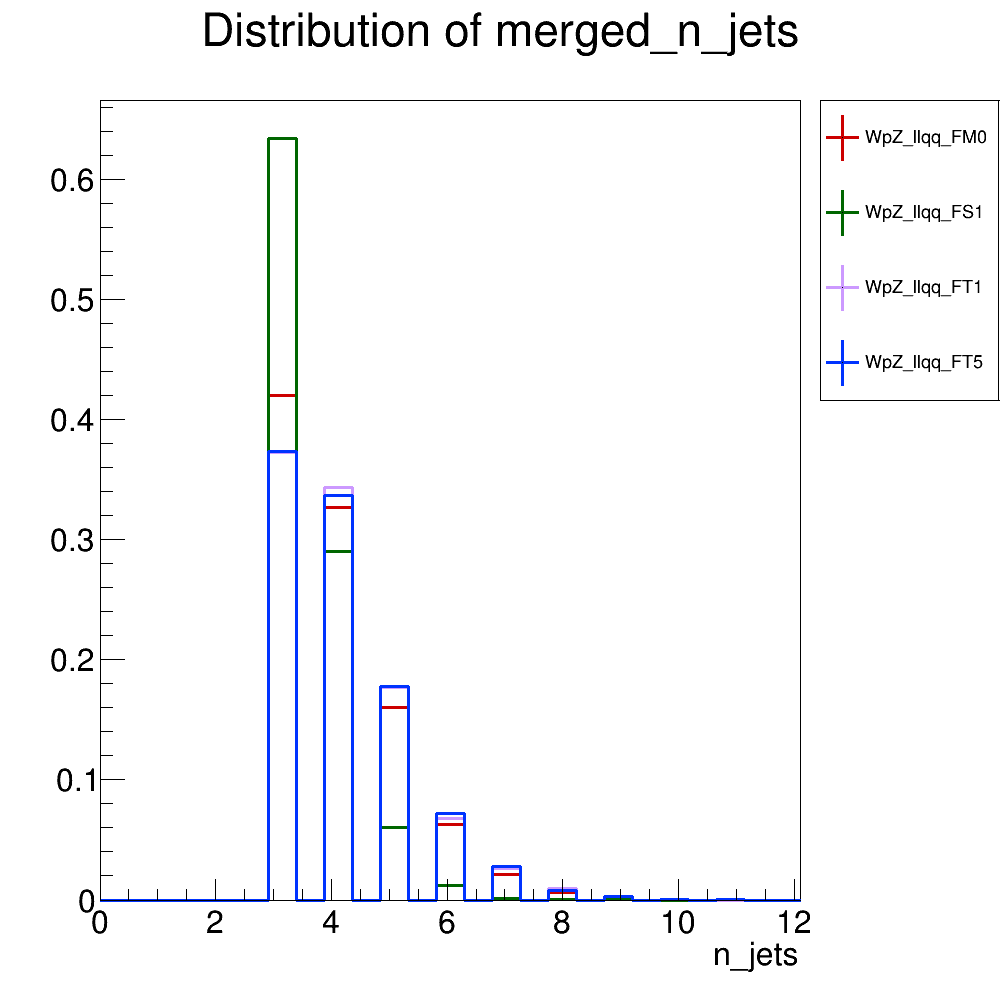 Distribution of merged_n_jets
WpZ_llqq_FM0
WpZ_llqq_FS1
WpZ_llqq_FT1
WpZ_llqq_FT5
0.6
0.5
0.4
0.3
0.2
0.1
0
0 2 4 6 8 10 12
n_jets